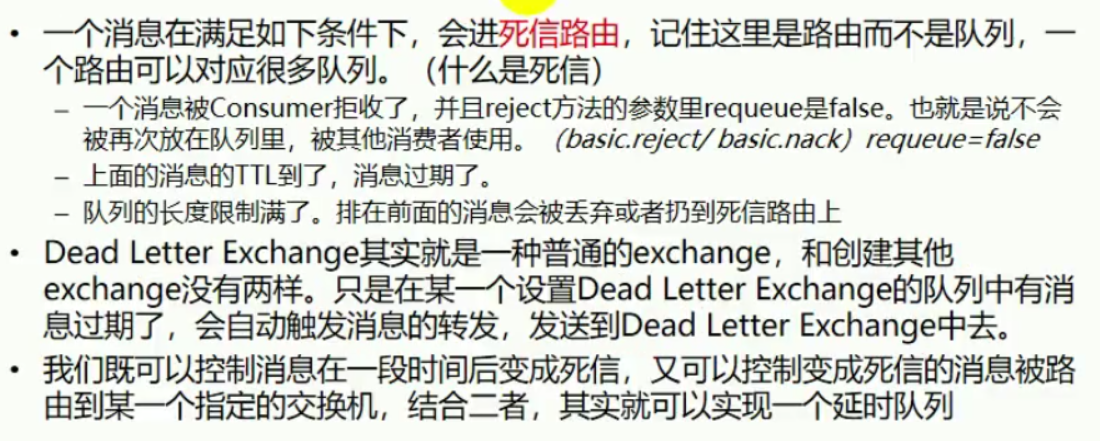 • 一个消息在满足如下条件下，会进死信路由，记住这里是路由而不是队列，一
个路由可以对应很多队列。（什么是死信）
– 一个消息被Consumer拒收了，并且reject方法的参数里requeue是false。也就是说不会
被再次放在队列里，被其他消费者使用。（basic.reject/ basic.nack）requeue=false
– 上面的消息的TTL到了，消息过期了。
– 队列的长度限制满了。排在前面的消息会被丢弃或者扔到死信路由上
• Dead Letter Exchange其实就是一种普通的exchange，和创建其他
exchange没有两样。只是在某一个设置Dead Letter Exchange的队列中有消
息过期了，会自动触发消息的转发，发送到Dead Letter Exchange中去。
• 我们既可以控制消息在一段时间后变成死信，又可以控制变成死信的消息被路
由到某一个指定的交换机，结合二者，其实就可以实现一个延时队列